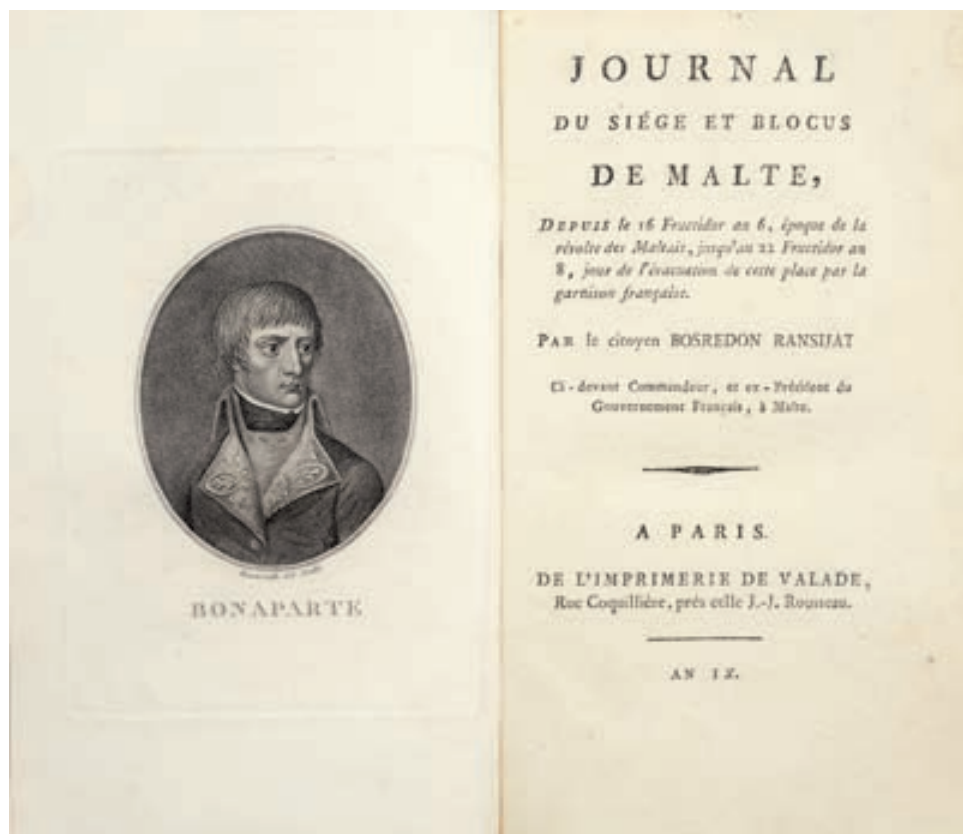 BONAPARTE
JOURNAL
DU SIÉGE ET BLOCUS
DE MALTE,
DEPUIS le 16 Fructidor an 6, époque de la
révolte des Maltais, jusqu'au 22 Fructidor an
8, jour de l'évacuation de cette place par la
garnison française.
PAR le citoyen BOSREDON RANSIJAT
Ci-devant Commandeur, et ex-Président du
Gouvernement Français, à Malte.
A PARIS.
DE L'IMPRIMERIE DE VALADE,
Rue Coquillière, près celle J.-J. Rousseau.
AN IX.